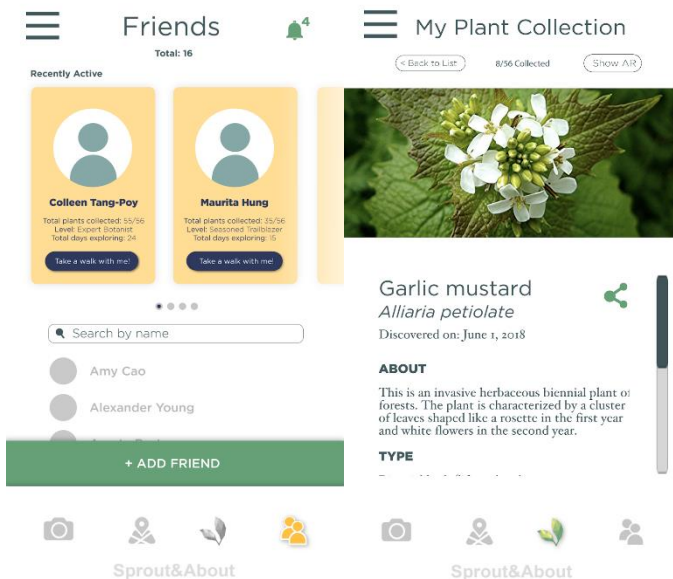 Friends
4
Total: 16
Recently Active
Colleen Tang-Poy
Total plants collected: 55/56
Level: Expert Botanist
Total days exploring: 24
Take a walk with me!
Maurita Hung
Total plants collected: 35/56
Level: Seasoned Trailblazer
Total days exploring: 15
Take a walk with me!
Search by name
Amy Cao
Alexander Young
+ ADD FRIEND
Sprout&About
My Plant Collection
< Back to List
8/56 Collected
Show AR
Garlic mustard
Alliaria petiolate
Discovered on: June 1, 2018
ABOUT
This is an invasive herbaceous biennial plant of
forests. The plant is characterized by a cluster
of leaves shaped like a rosette in the first year
and white flowers in the second year.
TYPE
Sprout&About